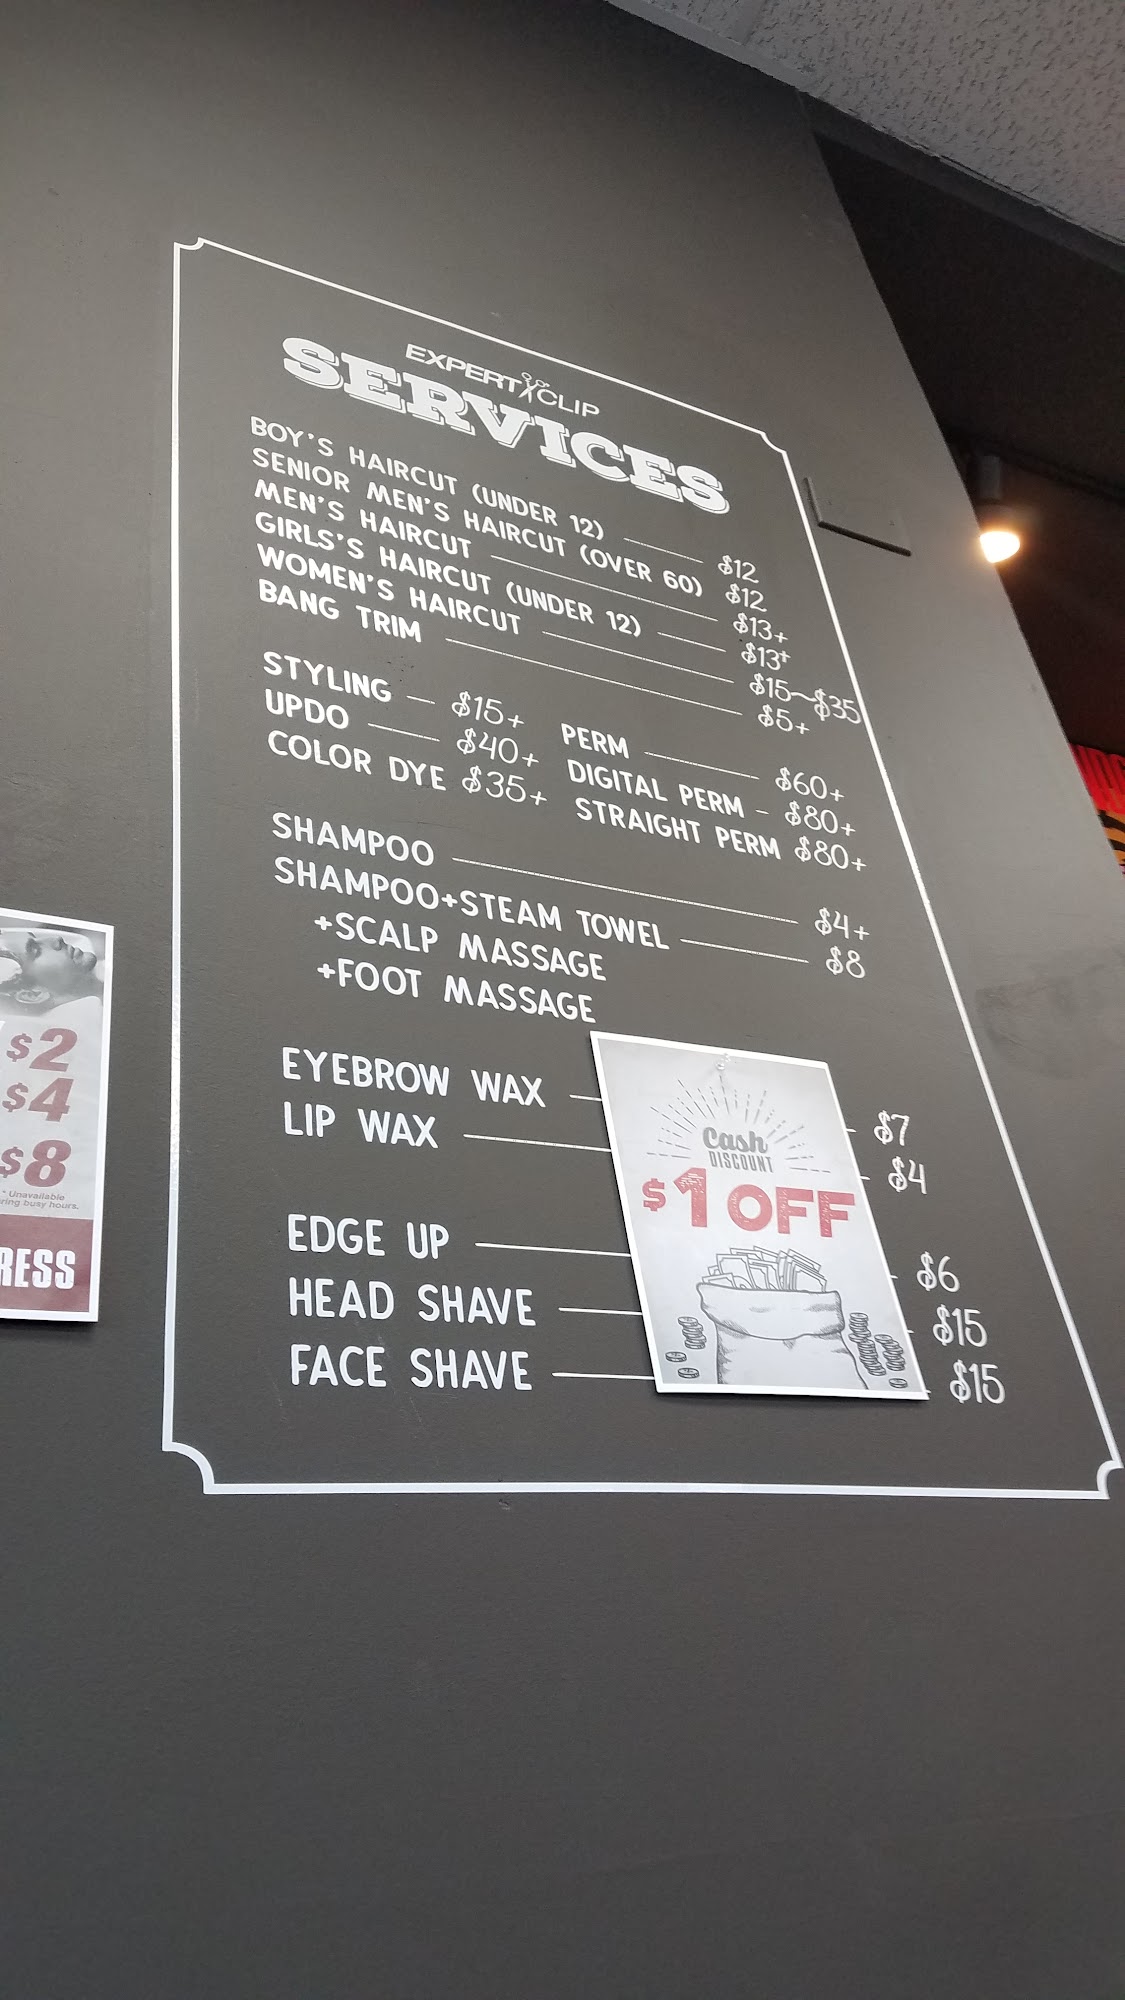 EXPERT CLIP
SERVICES
BOY'S HAIRCUT (UNDER 12) $12
SENIOR MEN'S HAIRCUT (OVER 60) $12
MEN'S HAIRCUT $13+
GIRLS'S HAIRCUT (UNDER 12) $13+
WOMEN'S HAIRCUT $15~$35
BANG TRIM $5+
STYLING $15+ PERM $60+
UPDO $40+ DIGITAL PERM - $80+
COLOR DYE $35+ STRAIGHT PERM $80+
SHAMPOO $4+
SHAMPOO+STEAM TOWEL $8
+SCALP MASSAGE
+FOOT MASSAGE
EYEBROW WAX $7
LIP WAX $4
EDGE UP $6
HEAD SHAVE $15
FACE SHAVE $15
Cash
DISCOUNT
$1 OFF
$2
$4
$8
* Unavailable
ring busy hours.
RESS